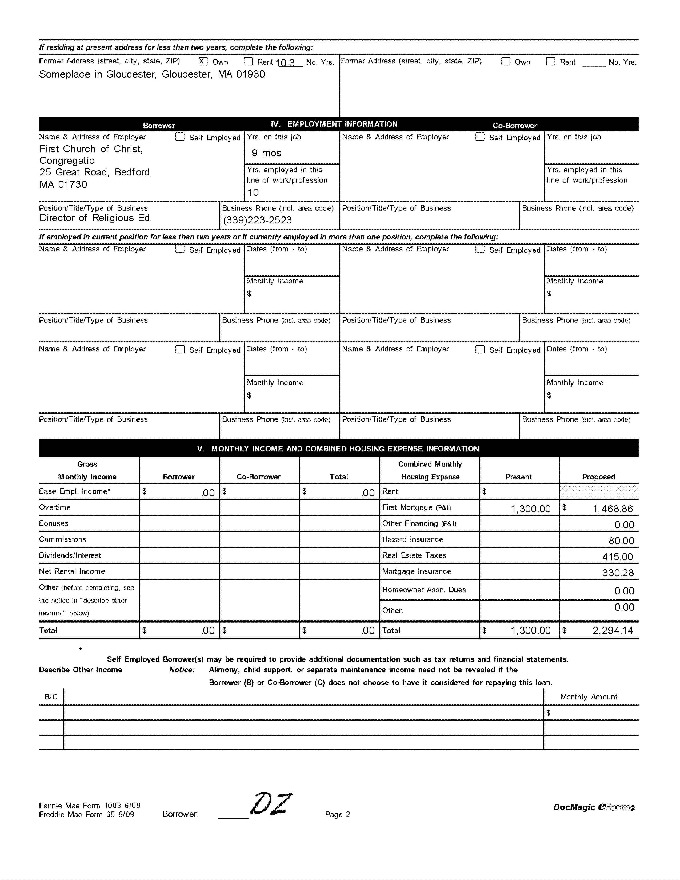 If residing at present address for less than two years, complete the following:
Former Address (street, city, state, ZIP) X Own Rent 10.3 No. Yrs. Former Address (street, city, state, ZIP) Own Rent No. Yrs.
Someplace in Gloucester, Gloucester, MA 01930
Borrower IV. EMPLOYMENT INFORMATION Co-Borrower
Name & Address of Employer Self Employed Yrs. on this job Name & Address of Employer Self Employed Yrs. on this job
First Church of Christ,
Congregatio
9 mos
25 Great Road, Bedford
MA 01730
Yrs. employed in this line of work/profession Yrs. employed in this line of work/profession
10
Position/Title/Type of Business Business Phone (incl. area code) Position/Title/Type of Business Business Phone (incl. area code)
Director of Religious Ed (339)223-2523
If employed in current position for less than two years or if currently employed in more than one position, complete the following:
Name & Address of Employer Self Employed Dates (from - to) Name & Address of Employer Self Employed Dates (from - to)
Monthly Income Monthly Income
$ $
Position/Title/Type of Business Business Phone (incl. area code) Position/Title/Type of Business Business Phone (incl. area code)
Name & Address of Employer Self Employed Dates (from - to) Name & Address of Employer Self Employed Dates (from - to)
Monthly Income Monthly Income
$ $
Position/Title/Type of Business Business Phone (incl. area code) Position/Title/Type of Business Business Phone (incl. area code)
V. MONTHLY INCOME AND COMBINED HOUSING EXPENSE INFORMATION
Gross Monthly Income Borrower Co-Borrower Total Combined Monthly Housing Expense Present Proposed
Base Empl. Income* $ .00 $ $ .00 Rent $
Overtime First Mortgage (P&I) 1,300.00 $ 1,468.86
Bonuses Other Financing (P&I) 0.00
Commissions Hazard Insurance 80.00
Dividends/Interest Real Estate Taxes 415.00
Net Rental Income Mortgage Insurance 330.28
Other (before completing, see the notice in "describe other income" below) Homeowner Assn. Dues 0.00
Other: 0.00
Total $ .00 $ $ .00 Total $ 1,300.00 $ 2,294.14
*
Self Employed Borrower(s) may be required to provide additional documentation such as tax returns and financial statements.
Describe Other Income Notice: Alimony, child support, or separate maintenance income need not be revealed if the
Borrower (B) or Co-Borrower (C) does not choose to have it considered for repaying this loan.
B/C Monthly Amount
$
Fannie Mae Form 1003 6/09
Freddie Mac Form 65 6/09 Borrower DZ Page 2 DocMagic